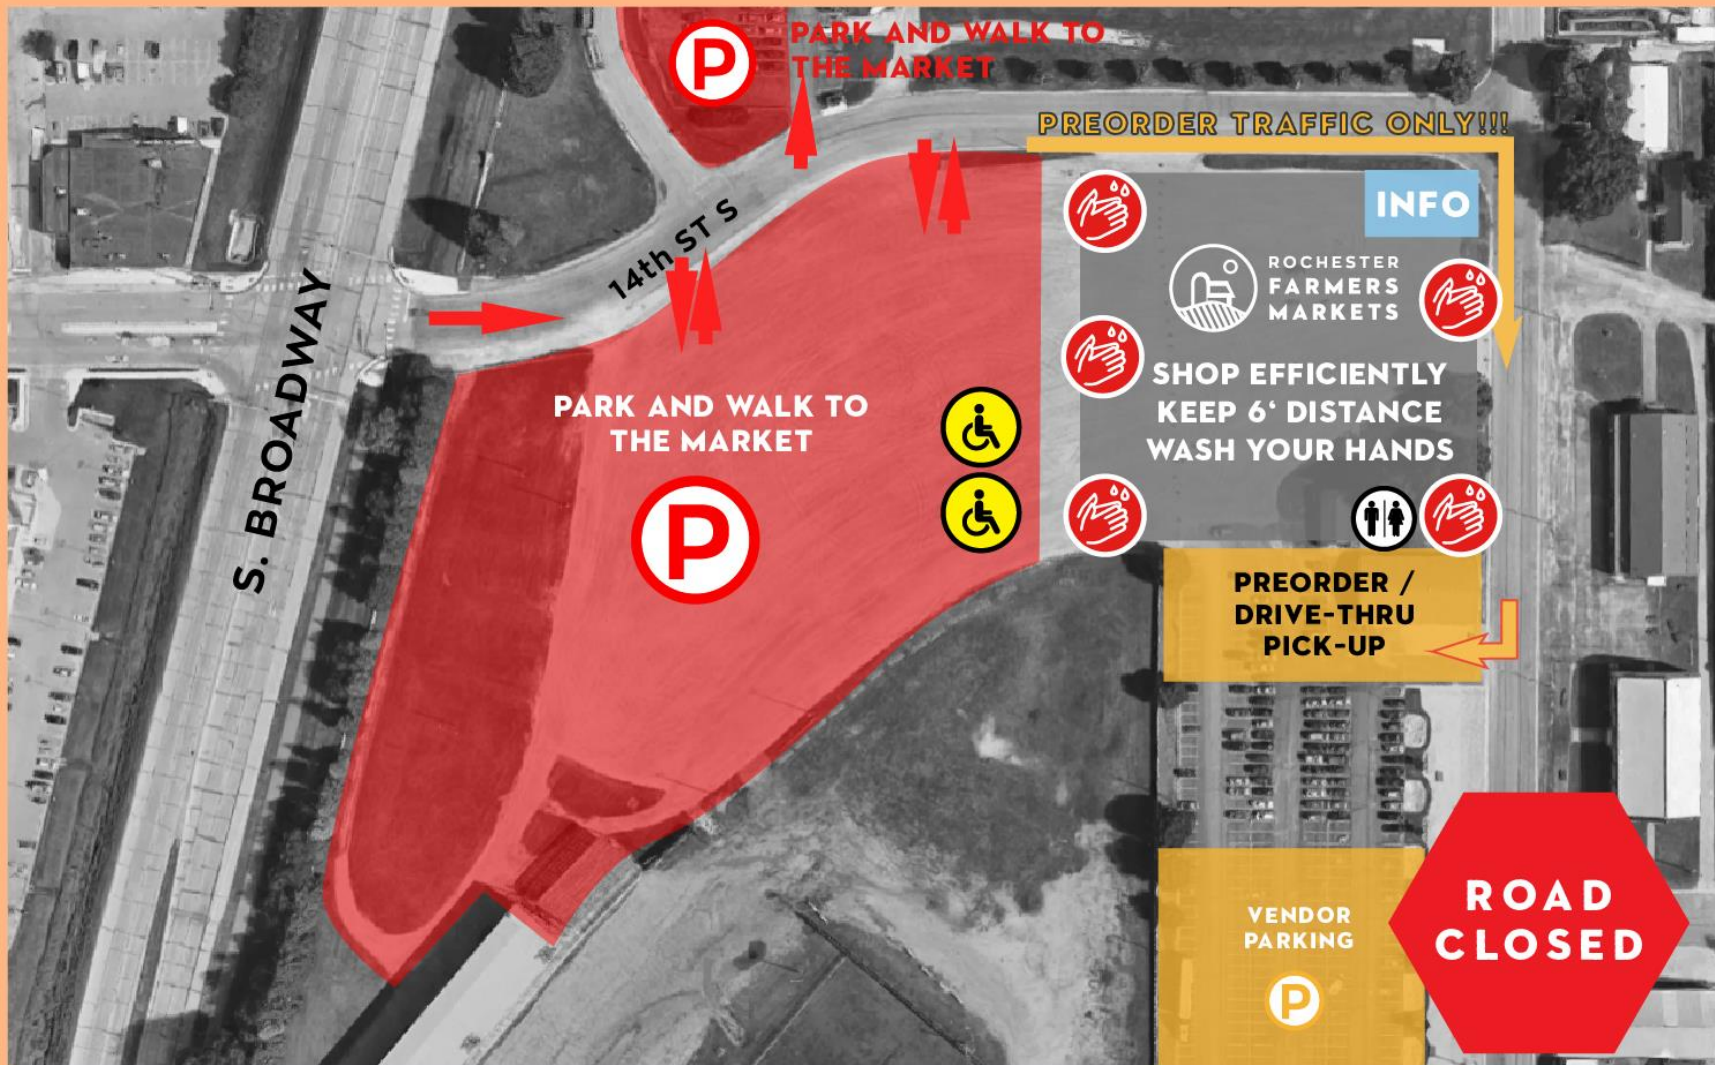 P
PARK AND WALK TO
THE MARKET
PREORDER TRAFFIC ONLY!!!
INFO
14th ST S
S. BROADWAY
ROCHESTER
FARMERS
MARKETS
SHOP EFFICIENTLY
KEEP 6‘ DISTANCE
WASH YOUR HANDS
PARK AND WALK TO
THE MARKET
P
PREORDER /
DRIVE-THRU
PICK-UP
VENDOR
PARKING
P
ROAD
CLOSED